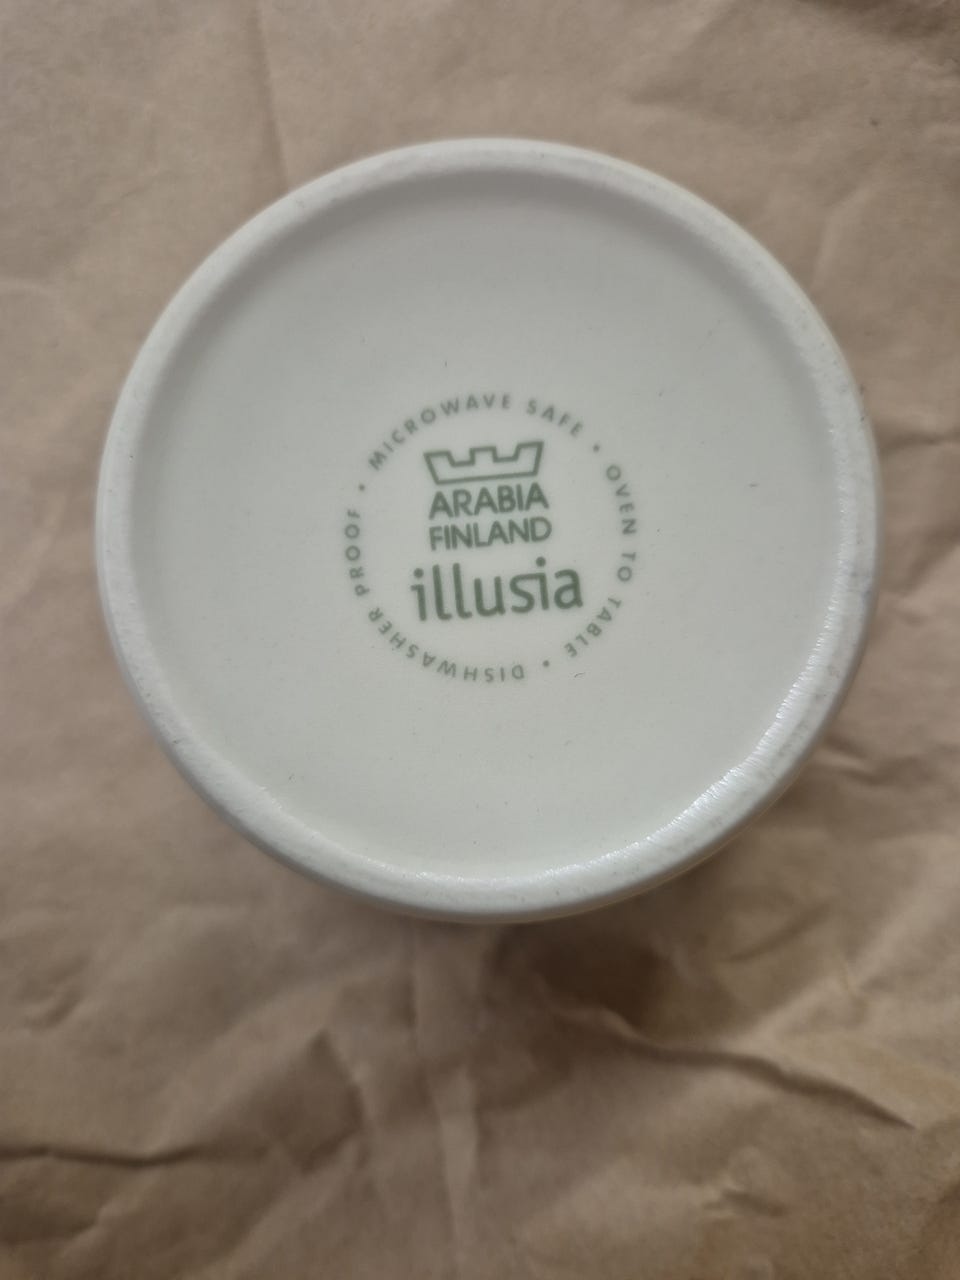 MICROWAVE SAFE • OVEN TO TABLE • DISHWASHER PROOF •
ARABIA
FINLAND
illusia